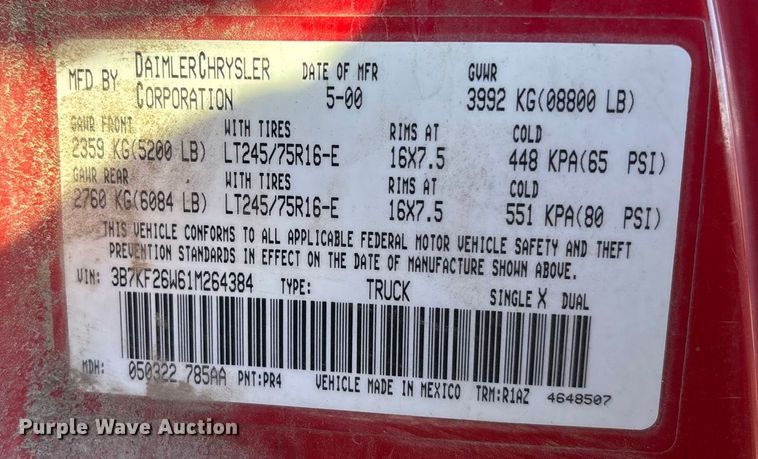 MFD BY DAIMLERCHRYSLER CORPORATION DATE OF MFR 5-00 GVWR 3992 KG(08800 LB)
GAWR FRONT WITH TIRES RIMS AT COLD
2359 KG(5200 LB) LT245/75R16-E 16X7.5 448 KPA(65 PSI)
GAWR REAR WITH TIRES RIMS AT COLD
2760 KG(6084 LB) LT245/75R16-E 16X7.5 551 KPA(80 PSI)
THIS VEHICLE CONFORMS TO ALL APPLICABLE FEDERAL MOTOR VEHICLE SAFETY AND THEFT
PREVENTION STANDARDS IN EFFECT ON THE DATE OF MANUFACTURE SHOWN ABOVE.
VIN: 3B7KF26W61M264384 TYPE: TRUCK SINGLE X DUAL
MDH: 050322 785AA PNT:PR4 VEHICLE MADE IN MEXICO TRM:R1AZ 4648507
Purple Wave Auction